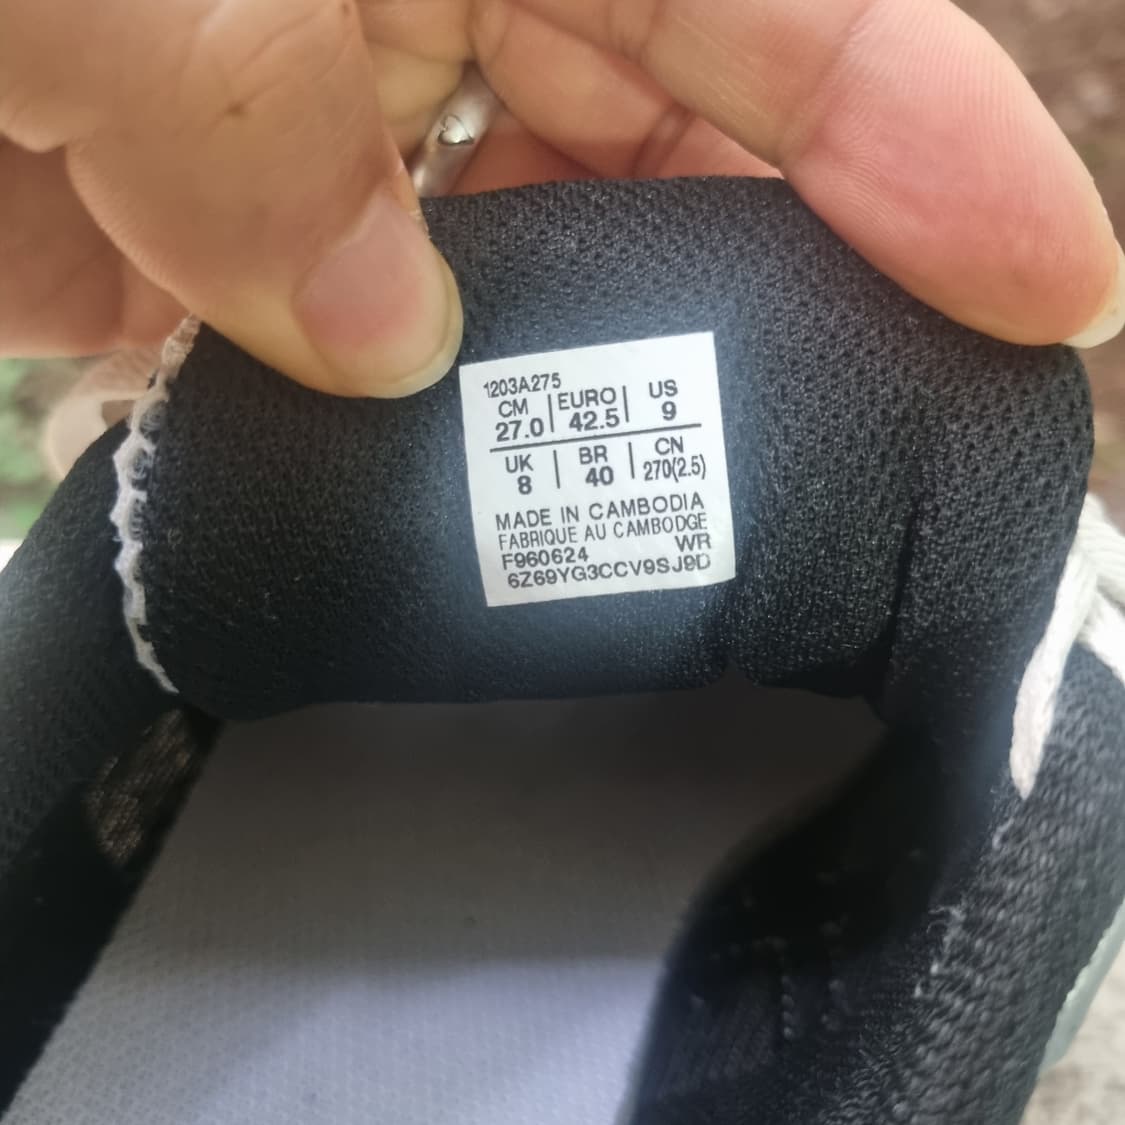 1203A275
CM | EURO | US
27.0 | 42.5 | 9
UK | BR | CN
8 | 40 | 270(2.5)
MADE IN CAMBODIA
FABRIQUE AU CAMBODGE
F960624 WR
6Z69YG3CCV9SJ9D